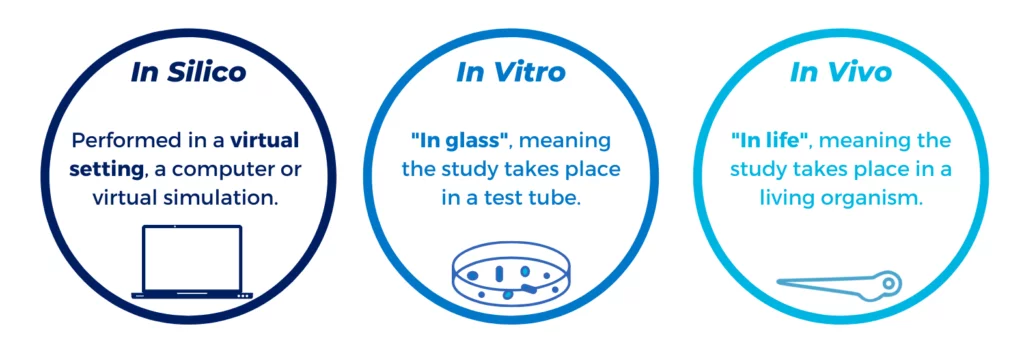 In Silico
Performed in a virtual
setting, a computer or
virtual simulation.
In Vitro
"In glass", meaning
the study takes place
in a test tube.
In Vivo
"In life", meaning the
study takes place in a
living organism.